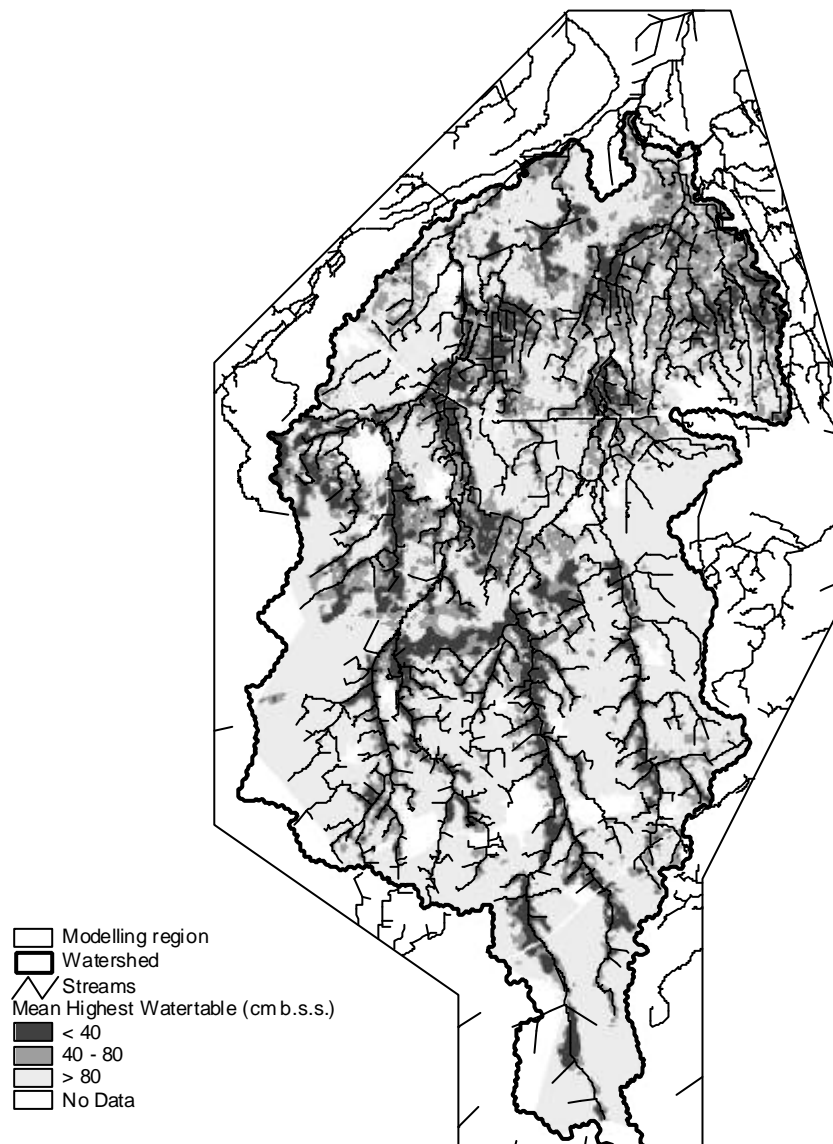 Modelling region
Watershed
Streams
Mean Highest Watertable (cm b.s.s.)
< 40
40 - 80
> 80
No Data